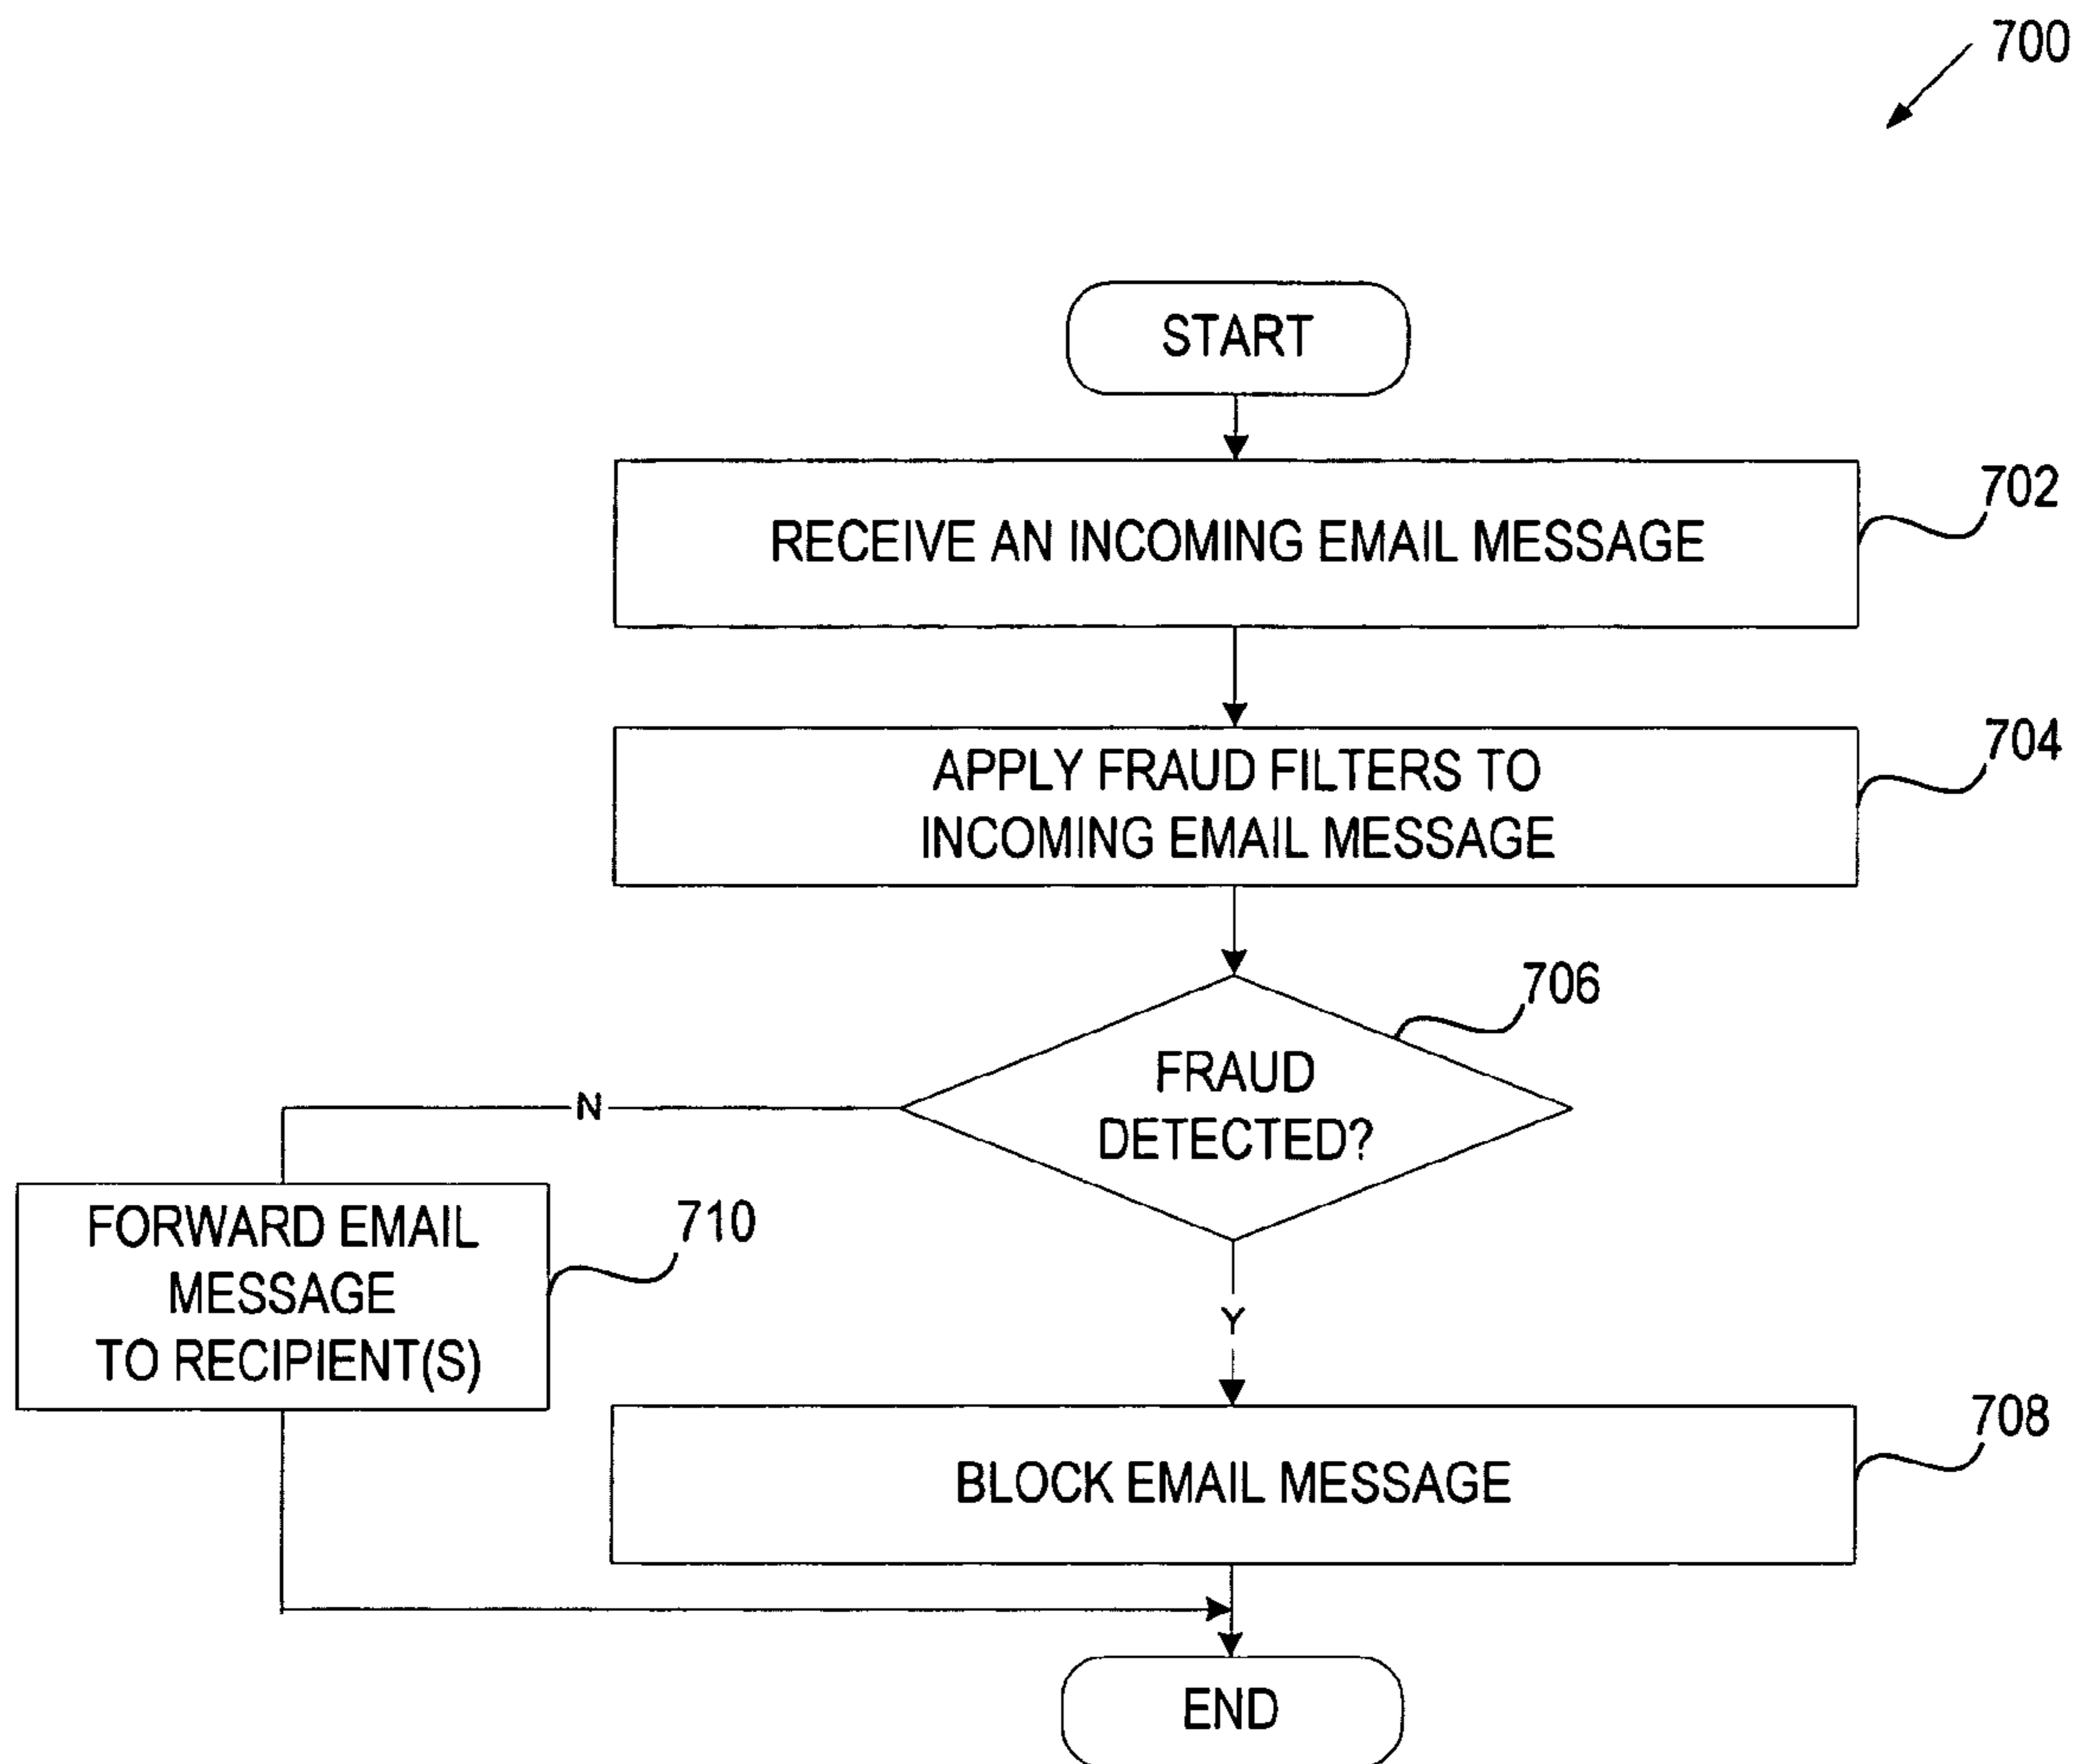 700
START
RECEIVE AN INCOMING EMAIL MESSAGE
702
APPLY FRAUD FILTERS TO
INCOMING EMAIL MESSAGE
704
706
FRAUD
DETECTED?
N
FORWARD EMAIL
MESSAGE
TO RECIPIENT(S)
710
Y
BLOCK EMAIL MESSAGE
708
END